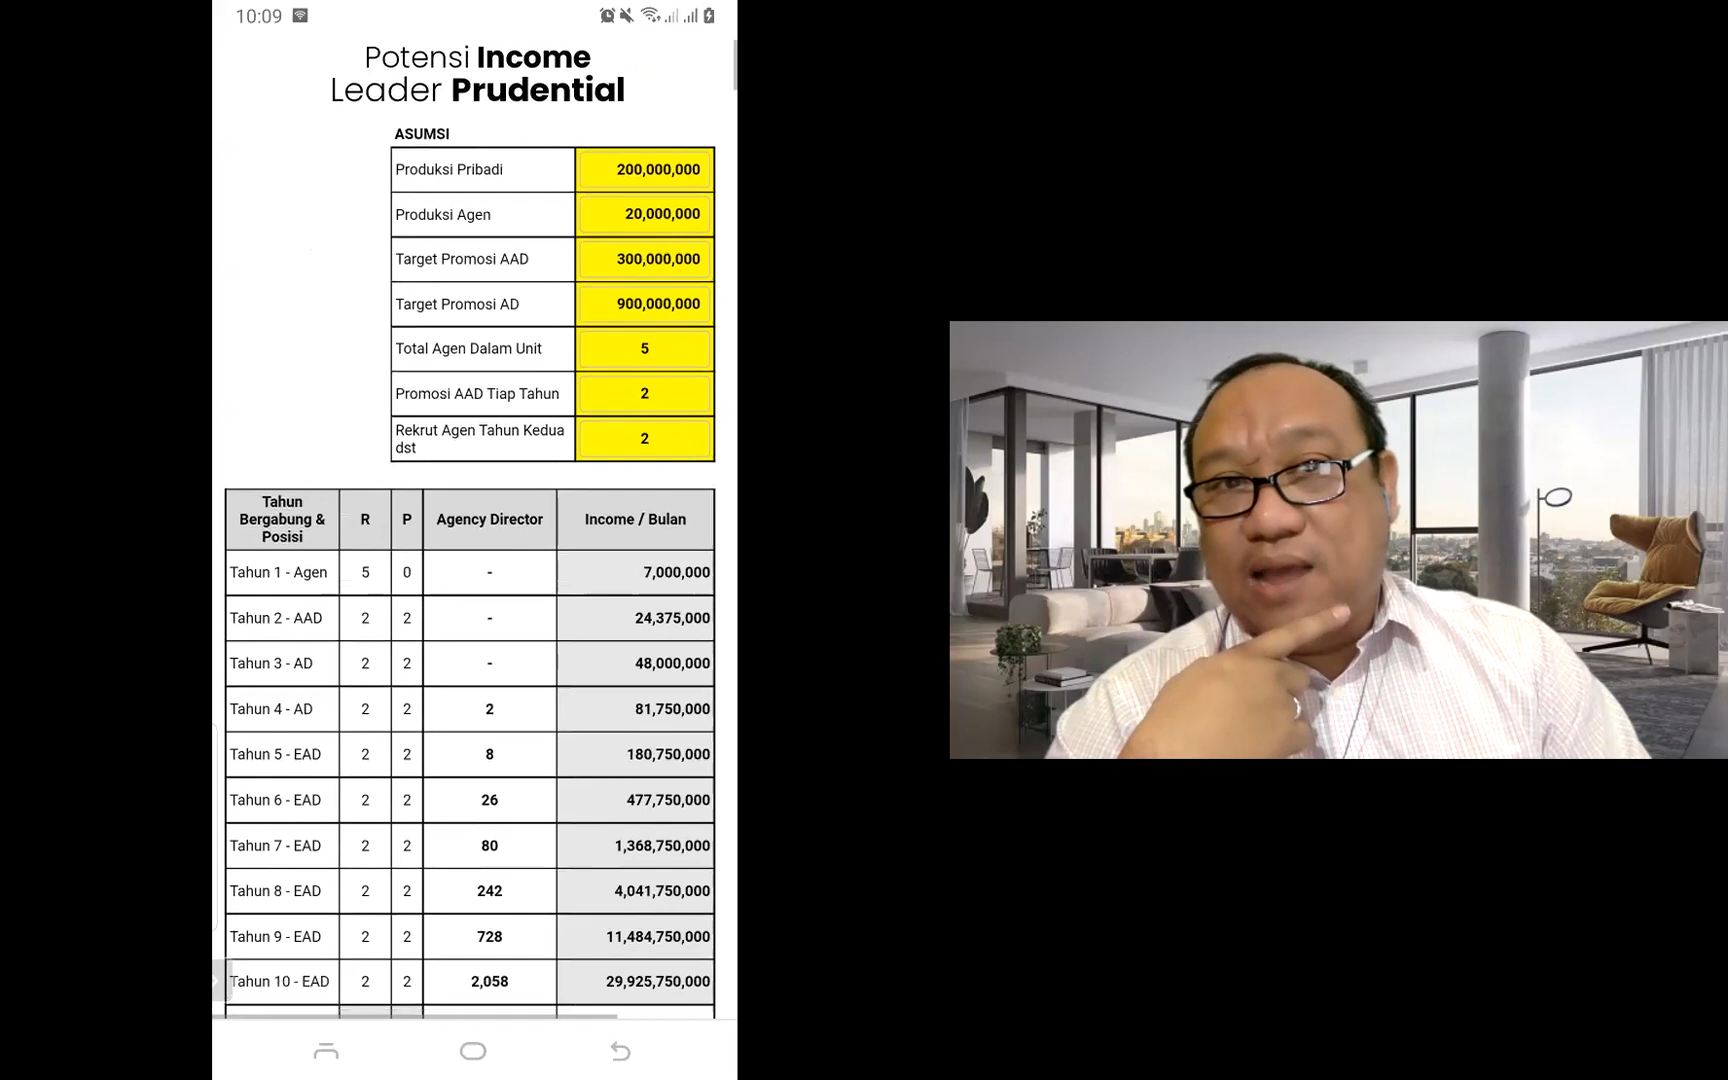 10:09
Potensi Income
Leader Prudential
ASUMSI
Produksi Pribadi 200,000,000
Produksi Agen 20,000,000
Target Promosi AAD 300,000,000
Target Promosi AD 900,000,000
Total Agen Dalam Unit 5
Promosi AAD Tiap Tahun 2
Rekrut Agen Tahun Kedua dst 2
Tahun Bergabung & Posisi R P Agency Director Income / Bulan
Tahun 1 - Agen 5 0 - 7,000,000
Tahun 2 - AAD 2 2 - 24,375,000
Tahun 3 - AD 2 2 - 48,000,000
Tahun 4 - AD 2 2 2 81,750,000
Tahun 5 - EAD 2 2 8 180,750,000
Tahun 6 - EAD 2 2 26 477,750,000
Tahun 7 - EAD 2 2 80 1,368,750,000
Tahun 8 - EAD 2 2 242 4,041,750,000
Tahun 9 - EAD 2 2 728 11,484,750,000
Tahun 10 - EAD 2 2 2,058 29,925,750,000